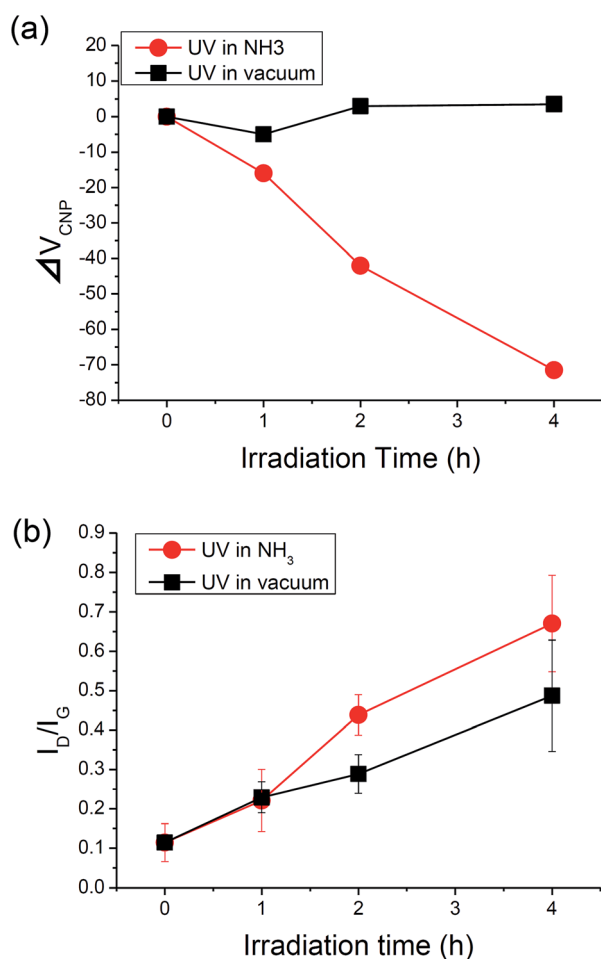 (a)
UV in NH3
UV in vacuum
20
10
0
-10
-20
-30
-40
-50
-60
-70
-80
ΔV_CNP
0 1 2 3 4
Irradiation Time (h)
(b)
UV in NH₃
UV in vacuum
0.9
0.8
0.7
0.6
0.5
0.4
0.3
0.2
0.1
0.0
I_D/I_G
0 1 2 3 4
Irradiation time (h)